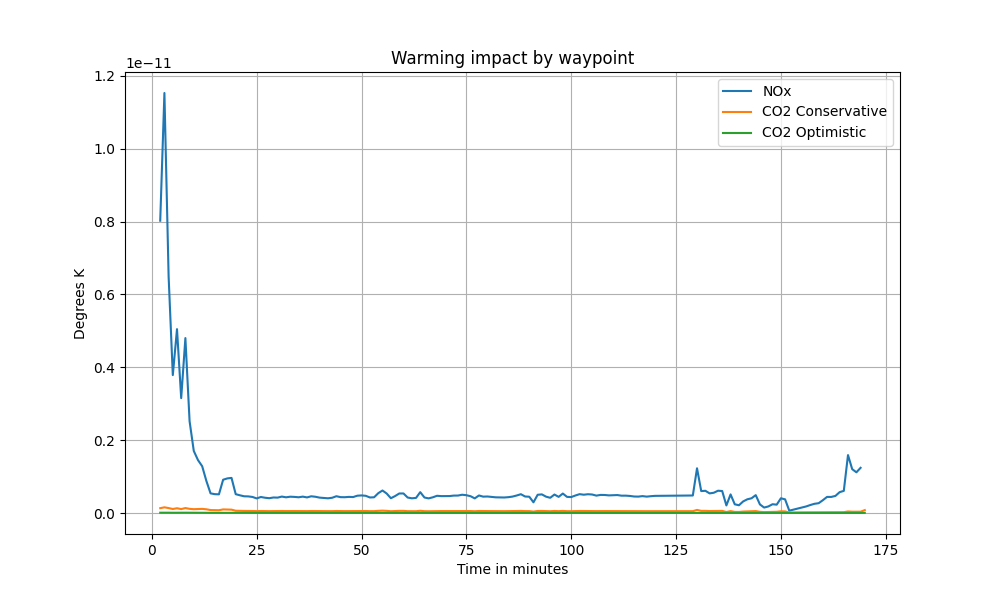 Warming impact by waypoint
1e−11
1.2
1.0
0.8
0.6
0.4
0.2
0.0
Degrees K
NOx
CO2 Conservative
CO2 Optimistic
0 25 50 75 100 125 150 175
Time in minutes